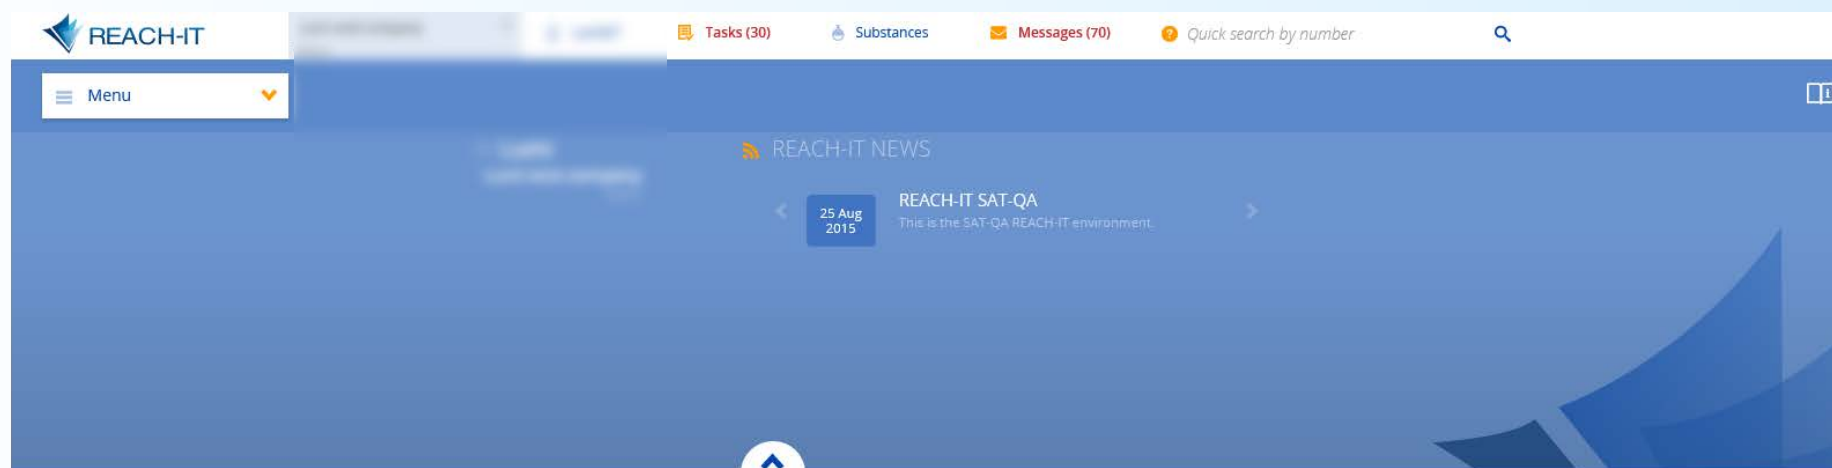 REACH-IT
Tasks (30)
Substances
Messages (70)
Quick search by number
Menu
REACH-IT NEWS
25 Aug
2015
REACH-IT SAT-QA
This is the SAT-QA REACH-IT environment.